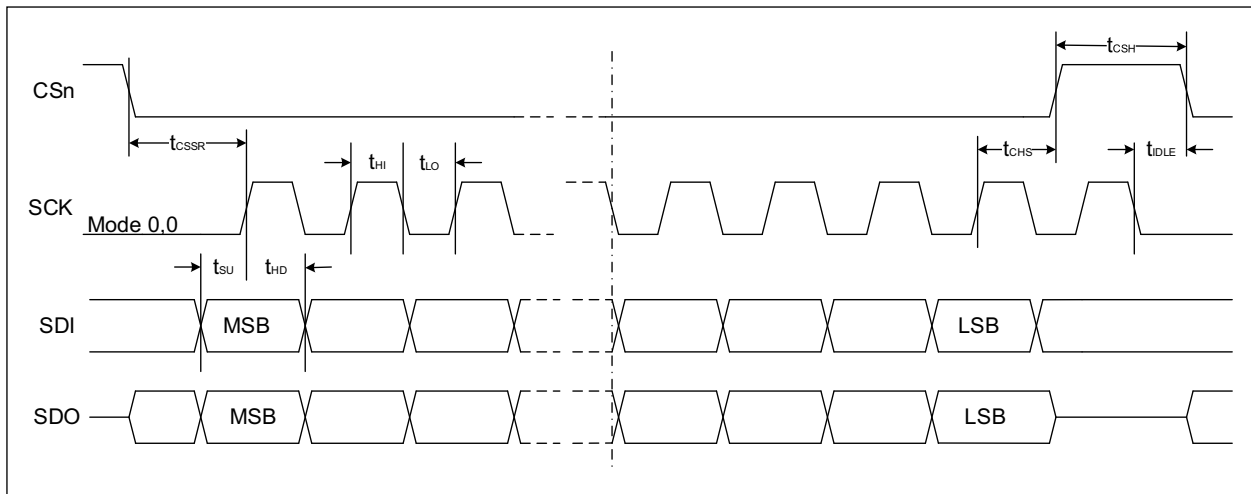 tCSH
CSn
tCSSR
tHI
tLO
tCHS
tIDLE
SCK
Mode 0,0
tSU
tHD
SDI
MSB
LSB
SDO
MSB
LSB